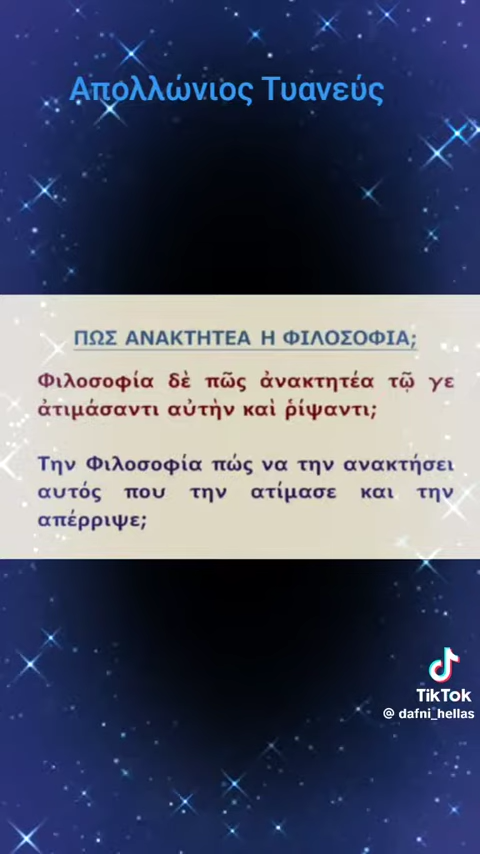 Απολλώνιος Τυανεύς
ΠΩΣ ΑΝΑΚΤΗΤΕΑ Η ΦΙΛΟΣΟΦΙΑ;
Φιλοσοφία δὲ πῶς ἀνακτητέα τῷ γε
ἀτιμάσαντι αὐτὴν καὶ ῥίψαντι;
Την Φιλοσοφία πώς να την ανακτήσει
αυτός που την ατίμασε και την
απέρριψε;
TikTok
@ dafni_hellas